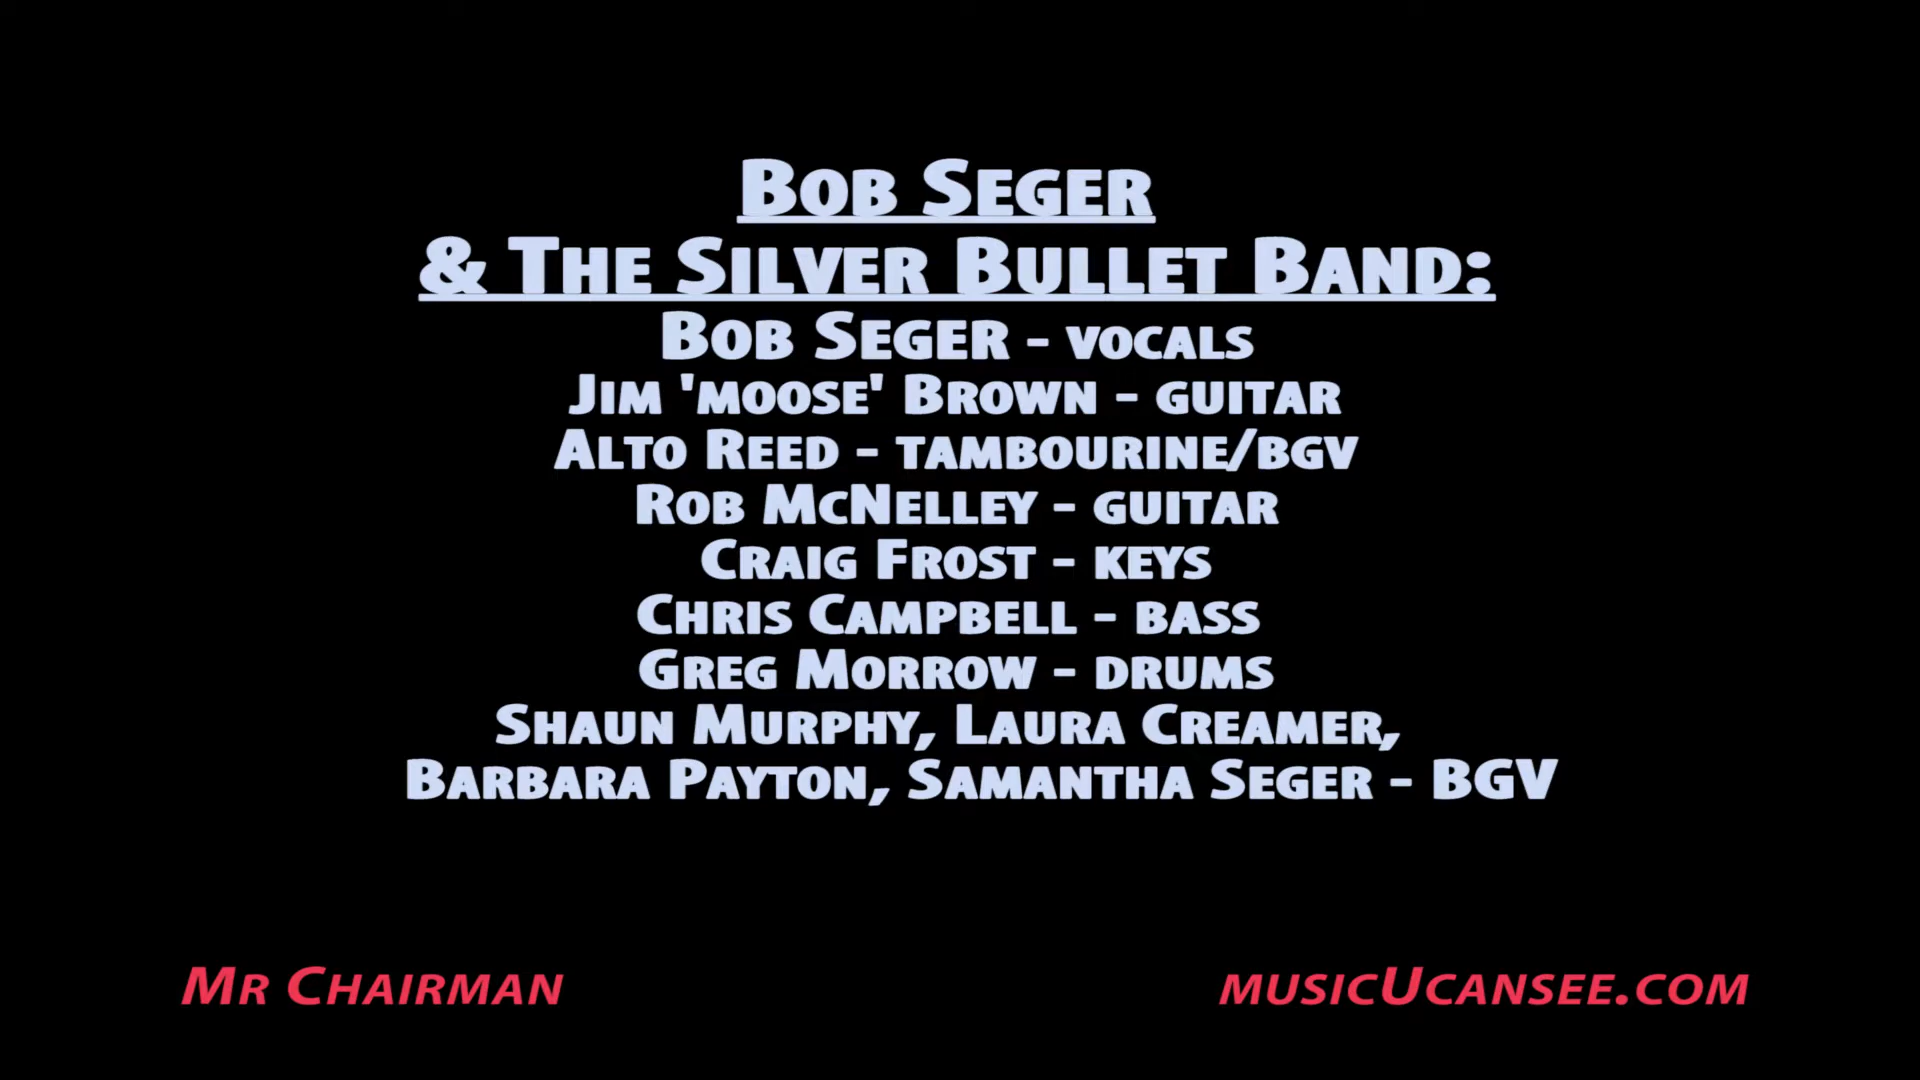 Bob Seger
& The Silver Bullet Band:
Bob Seger - vocals
Jim 'moose' Brown - guitar
Alto Reed - tambourine/bgv
Rob McNelley - guitar
Craig Frost - keys
Chris Campbell - bass
Greg Morrow - drums
Shaun Murphy, Laura Creamer,
Barbara Payton, Samantha Seger - BGV
Mr Chairman
musicUcansee.com